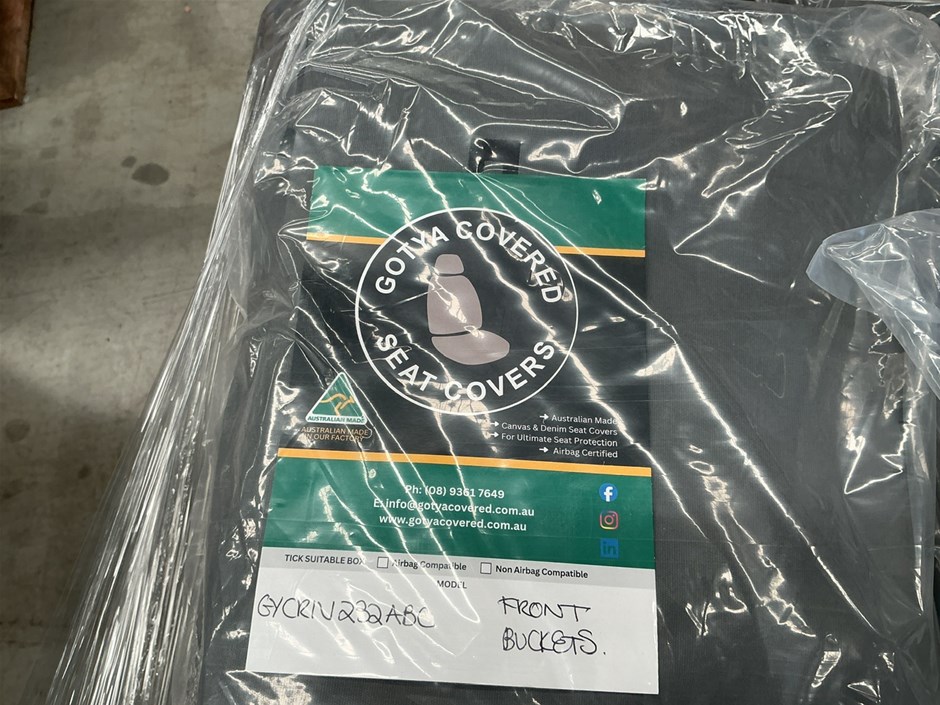 GOTYA COVERED
SEAT COVERS
AUSTRALIAN MADE
AUSTRALIAN MADE
IN OUR FACTORY
→ Australian Made
→ Canvas & Denim Seat Covers
→ For Ultimate Seat Protection
→ Airbag Certified
Ph: (08) 9361 7649
E: info@gotyacovered.com.au
www.gotyacovered.com.au
TICK SUITABLE BOX ☐ Airbag Compatible ☐ Non Airbag Compatible
MODEL
GYCRIV232ABC FRONT
BUCKETS.